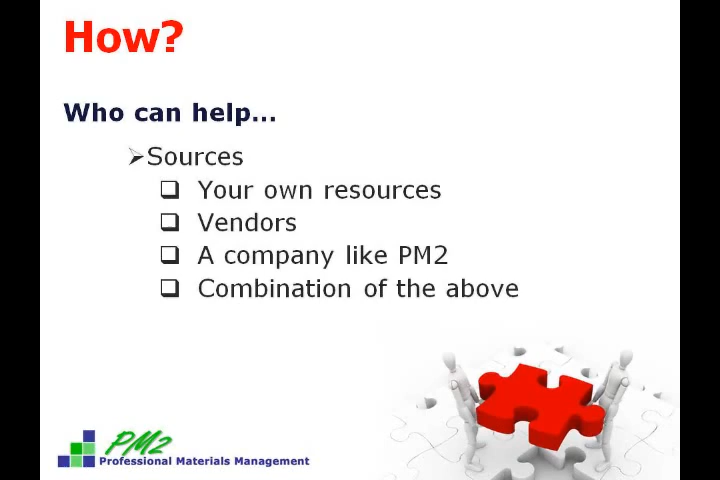 How?
Who can help...
Sources
Your own resources
Vendors
A company like PM2
Combination of the above
PM2
Professional Materials Management